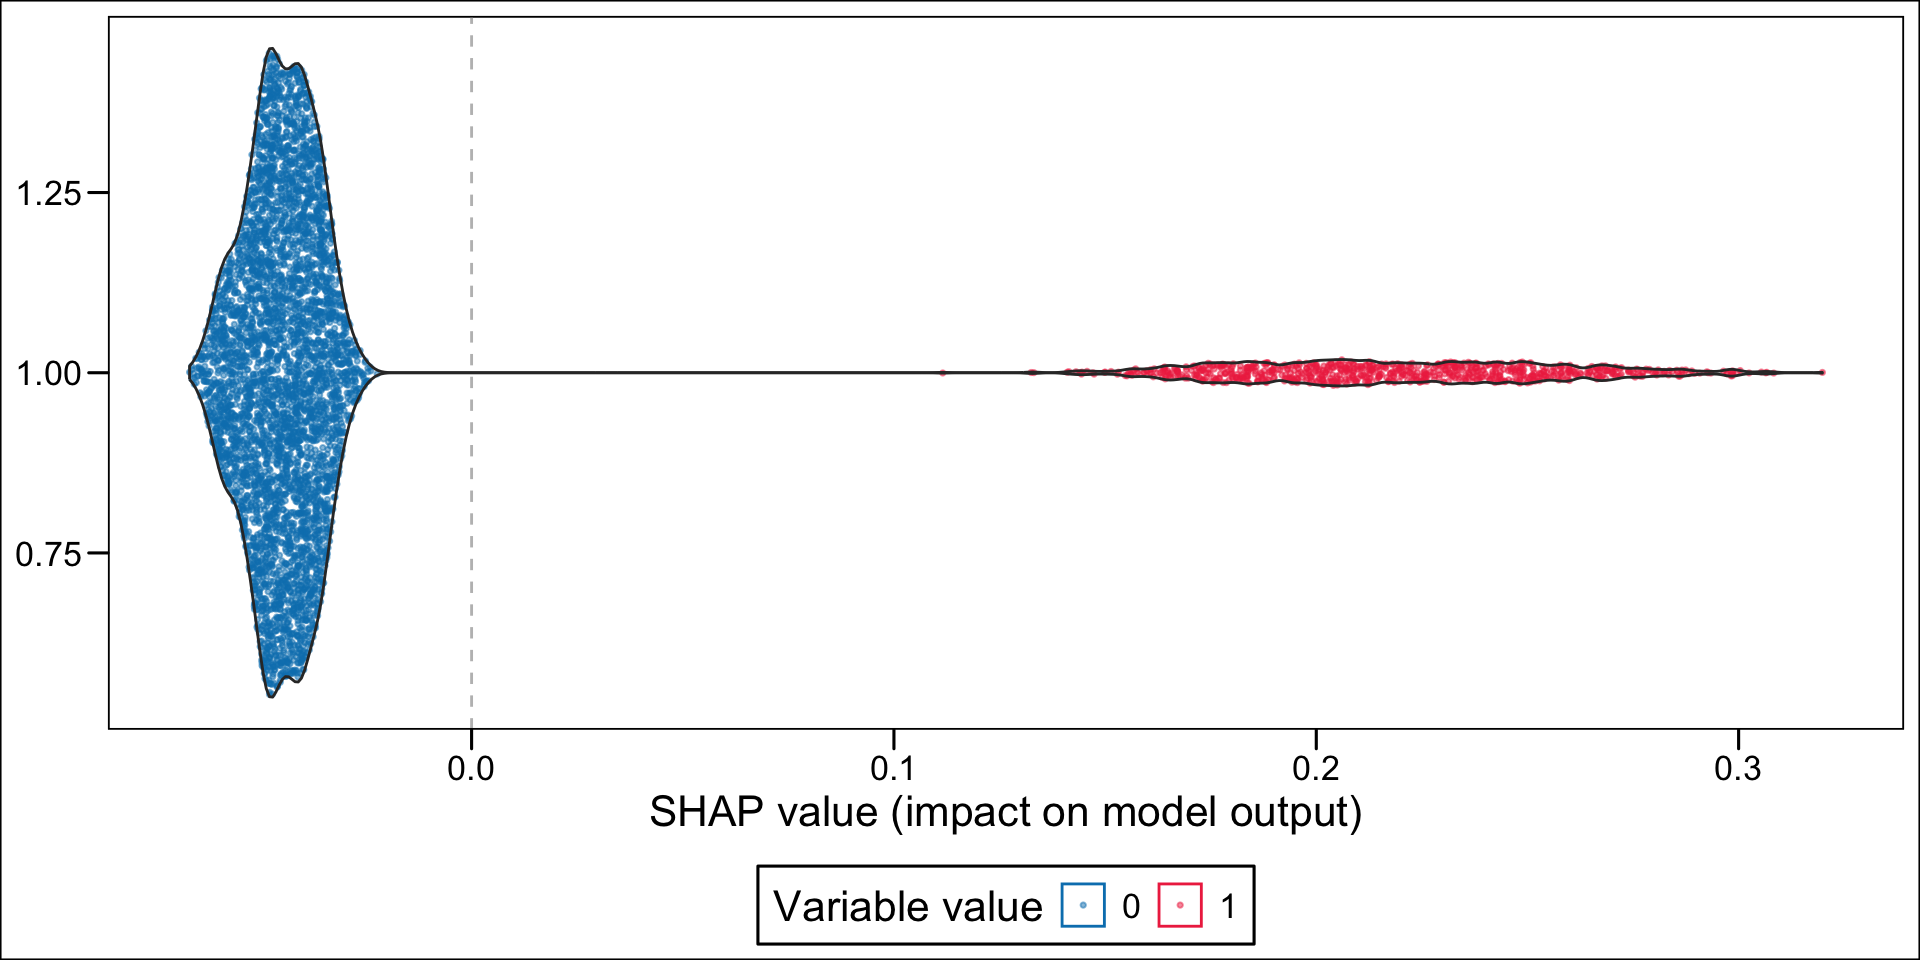 1.25
1.00
0.75
0.0 0.1 0.2 0.3
SHAP value (impact on model output)
Variable value 0 1